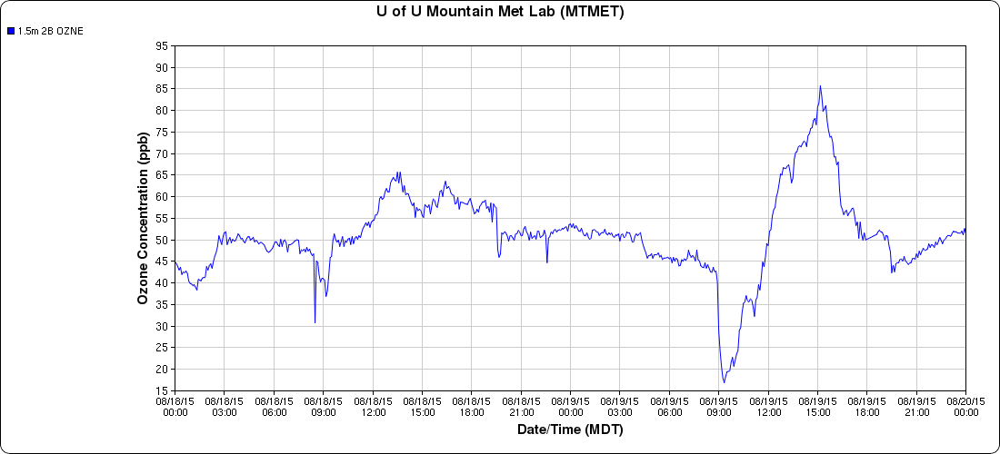 U of U Mountain Met Lab (MTMET)
1.5m 2B OZNE
Ozone Concentration (ppb)
95
90
85
80
75
70
65
60
55
50
45
40
35
30
25
20
15
08/18/15 08/18/15 08/18/15 08/18/15 08/18/15 08/18/15 08/18/15 08/18/15 08/19/15 08/19/15 08/19/15 08/19/15 08/19/15 08/19/15 08/19/15 08/19/15 08/20/15
00:00 03:00 06:00 09:00 12:00 15:00 18:00 21:00 00:00 03:00 06:00 09:00 12:00 15:00 18:00 21:00 00:00
Date/Time (MDT)